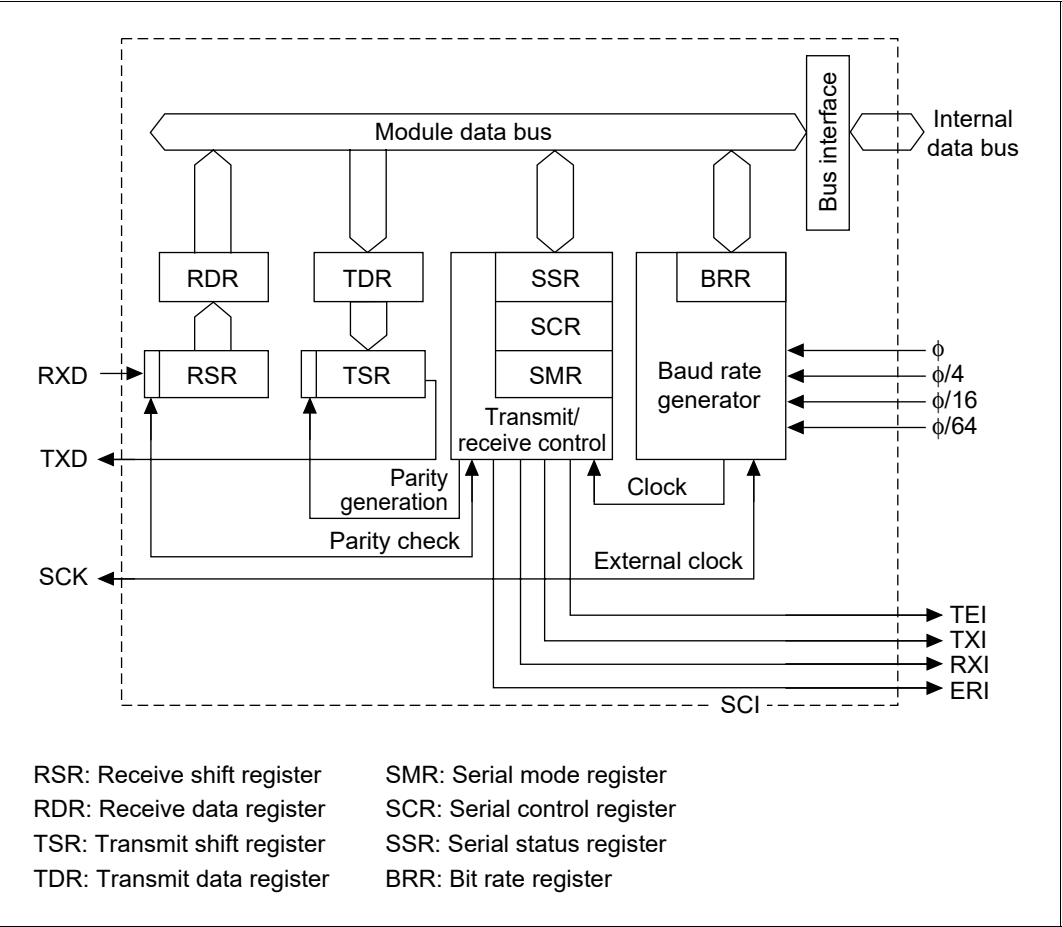 Module data bus
Bus interface
Internal
data bus
RDR
TDR
SSR
BRR
SCR
RXD
RSR
TSR
SMR
Baud rate
generator
ϕ
ϕ/4
ϕ/16
ϕ/64
Transmit/
receive control
TXD
Parity
generation
Clock
Parity check
External clock
SCK
TEI
TXI
RXI
ERI
SCI
RSR: Receive shift register
RDR: Receive data register
TSR: Transmit shift register
TDR: Transmit data register
SMR: Serial mode register
SCR: Serial control register
SSR: Serial status register
BRR: Bit rate register